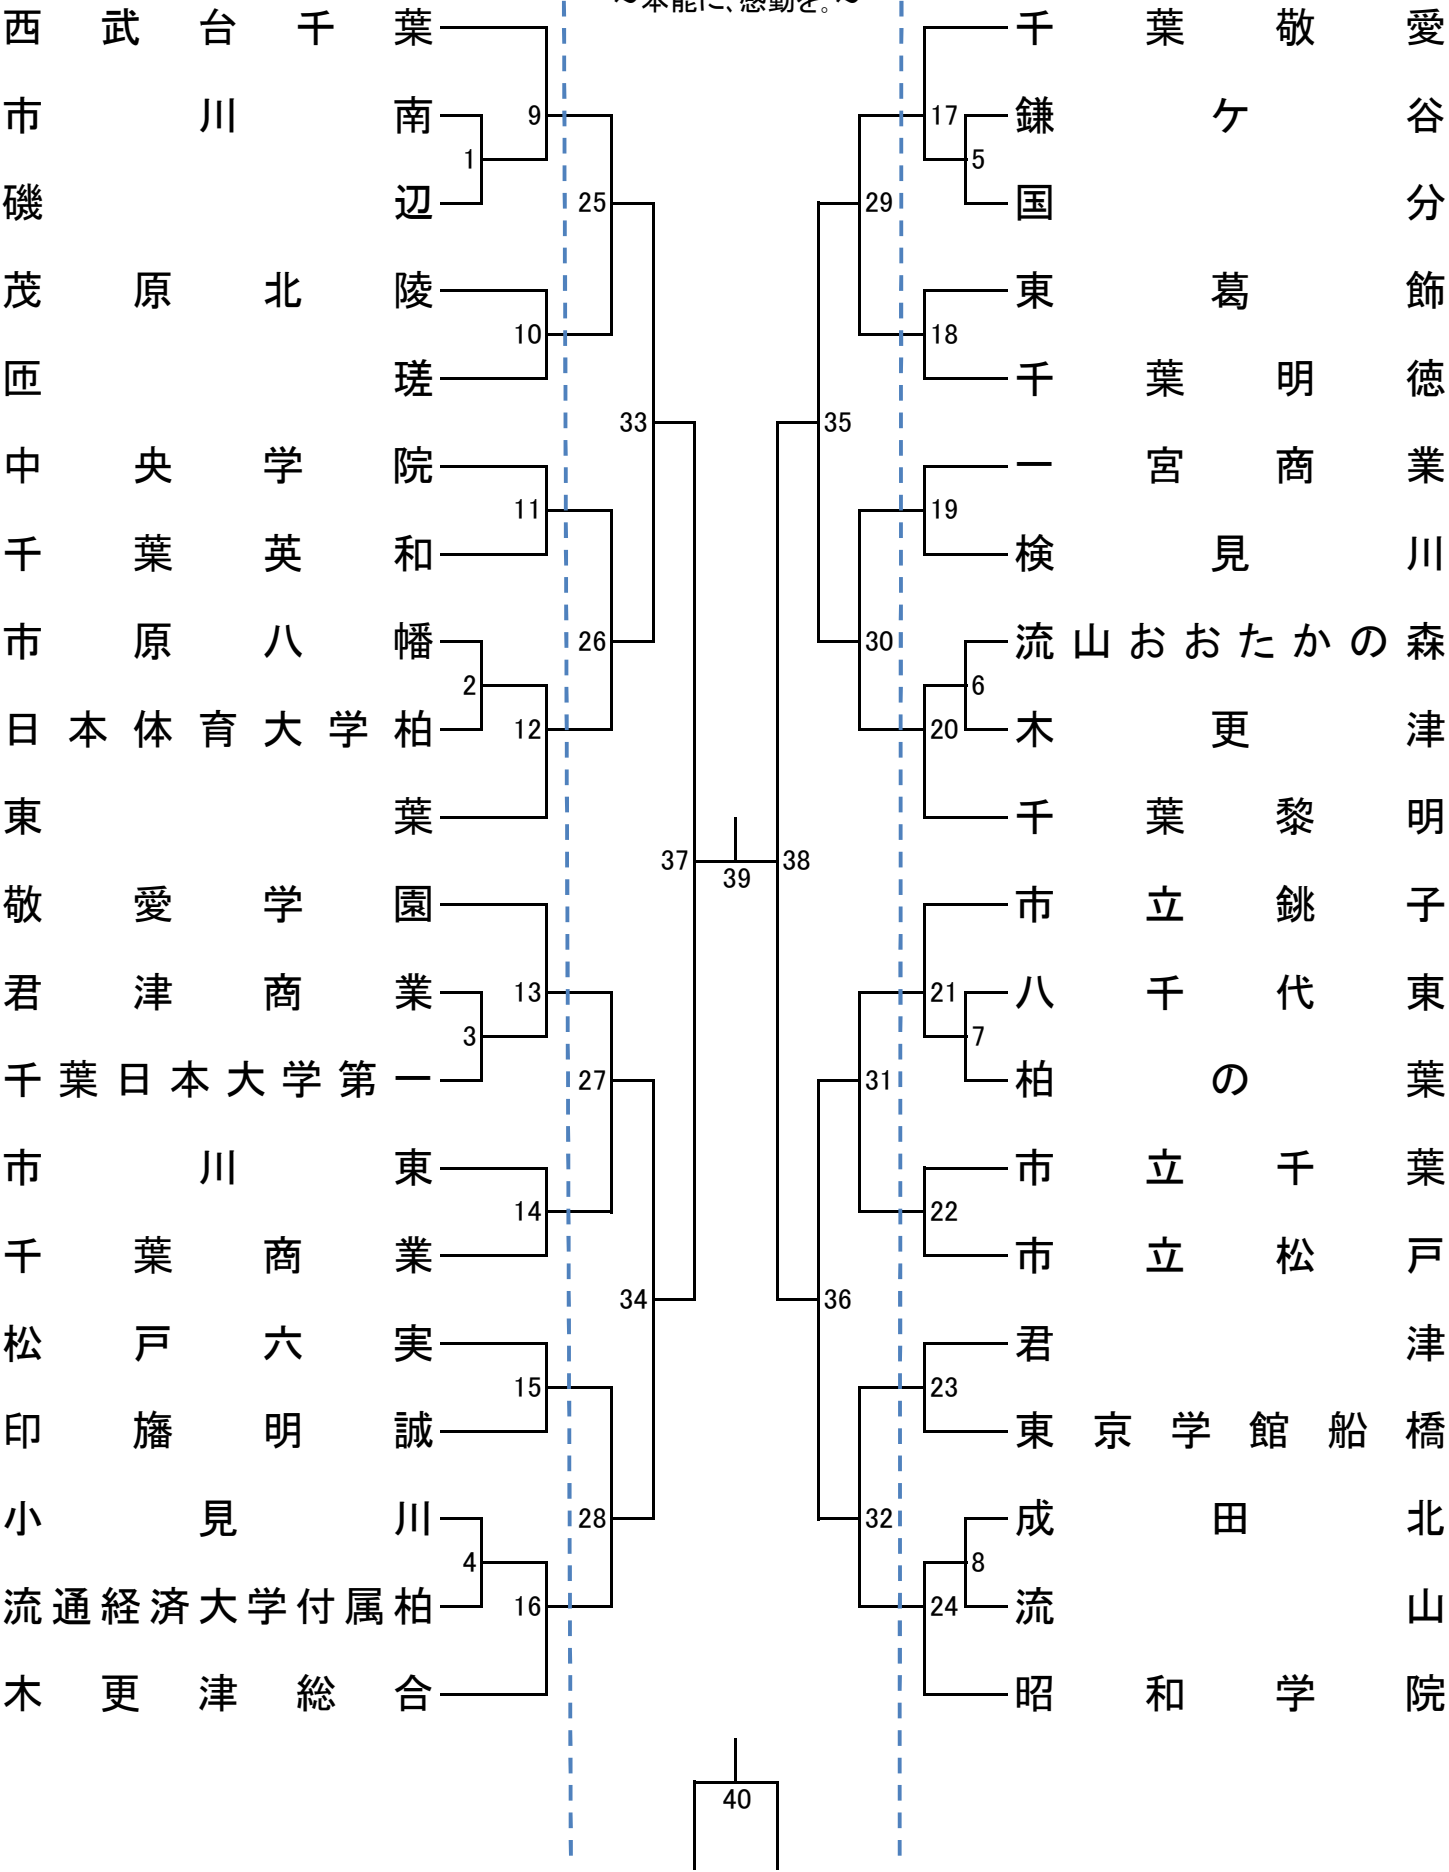 ～本能に、感動を。～
西武台千葉
市川南
磯辺
茂原北陵
匝瑳
中央学院
千葉英和
市原八幡
日本体育大学柏
東葉
敬愛学園
君津商業
千葉日本大学第一
市川東
千葉商業
松戸六実
印旛明誠
小見川
流通経済大学付属柏
木更津総合
1
2
3
4
9
10
11
12
13
14
15
16
25
26
27
28
33
34
37
39
38
35
36
29
30
31
32
17
18
19
20
21
22
23
24
5
6
7
8
千葉敬愛
鎌ケ谷
国分
東葛飾
千葉明徳
一宮商業
検見川
流山おおたかの森
木更津
千葉黎明
市立銚子
八千代東
柏の葉
市立千葉
市立松戸
君津
東京学館船橋
成田北
流山
昭和学院
40